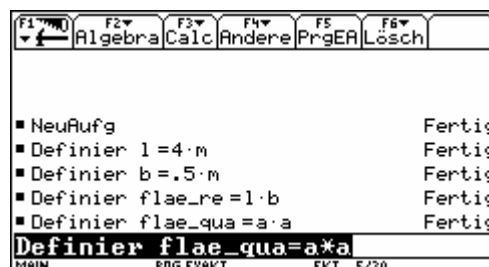 F1 F2 F3 F4 F5 F6
Algebra Calc Andere PrgEA Lösch
NeuAufg Fertig
Definier l=4·m Fertig
Definier b=.5·m Fertig
Definier flae_re=l·b Fertig
Definier flae_qua=a·a Fertig
Definier flae_qua=a*a
MAIN BOG EXAKT FKT 5/30